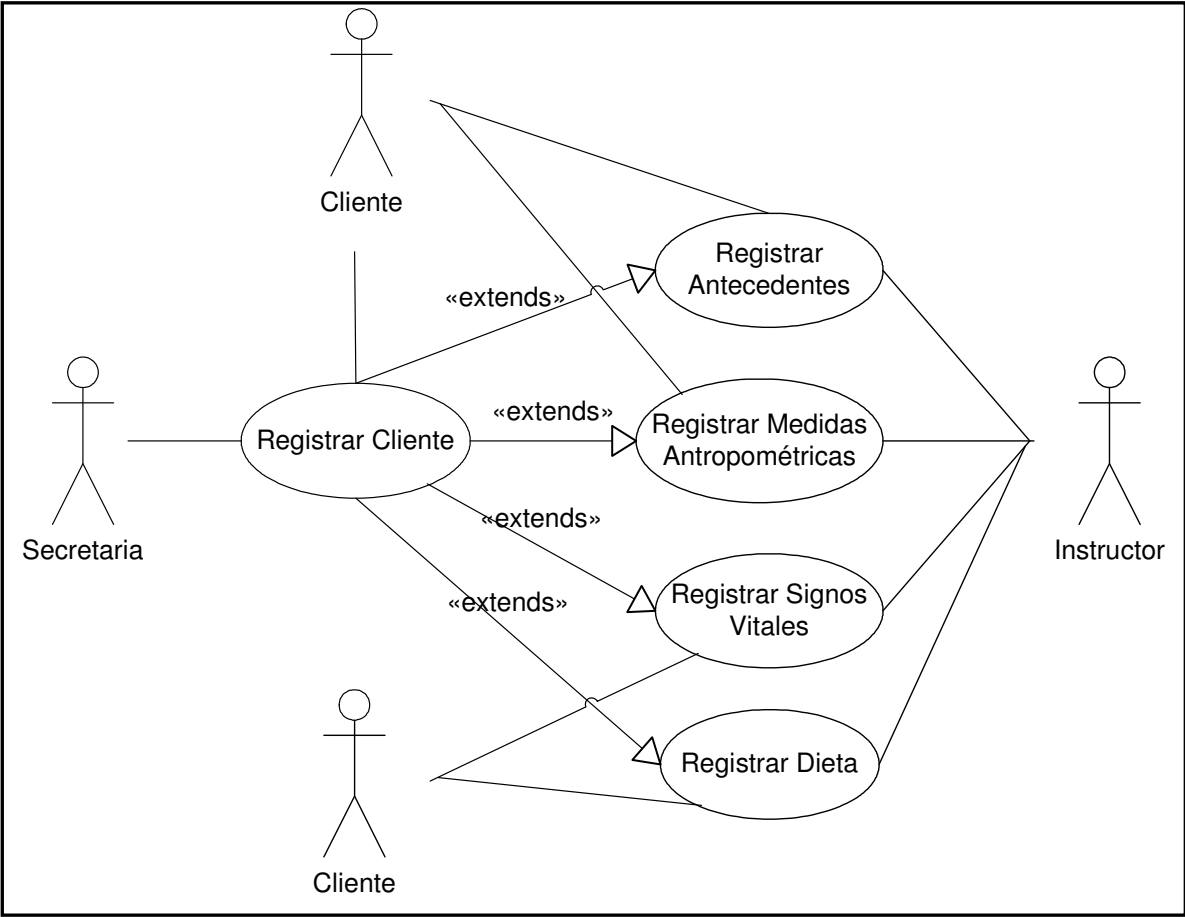 Cliente
Registrar
Antecedentes
«extends»
«extends»
Registrar Medidas
Antropométricas
Registrar Cliente
«extends»
Secretaria
Instructor
Registrar Signos
Vitales
«extends»
Registrar Dieta
Cliente